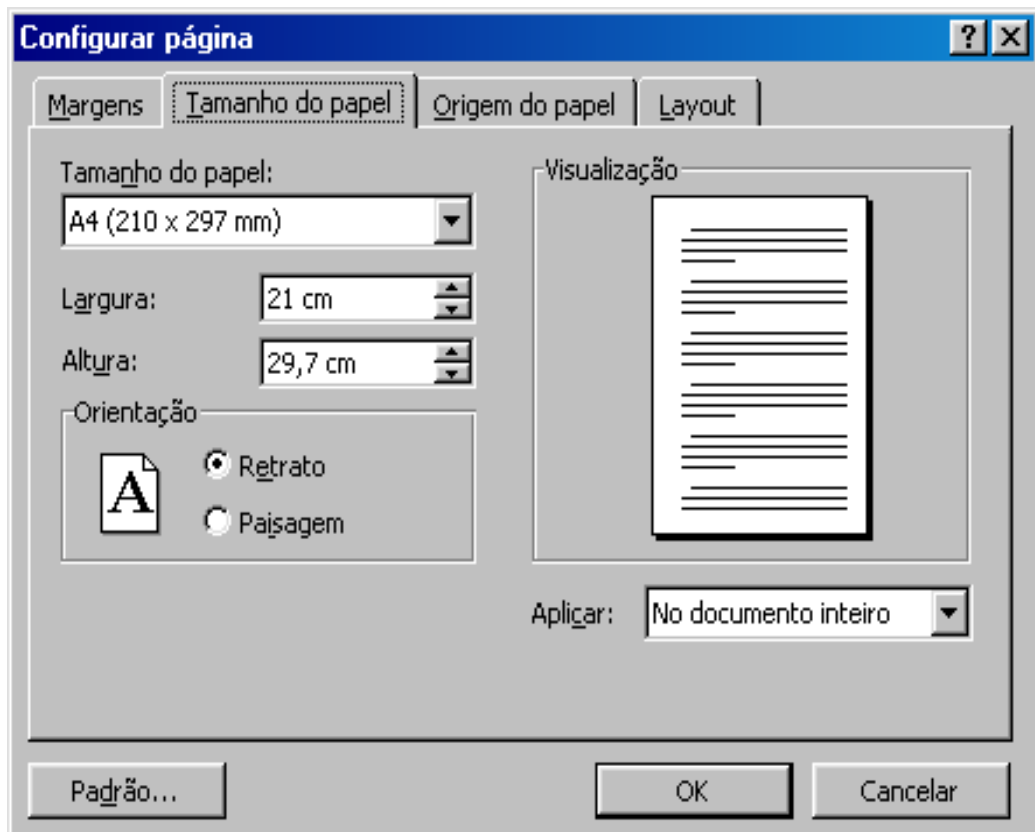 Configurar página
Margens Tamanho do papel Origem do papel Layout
Tamanho do papel:
A4 (210 x 297 mm)
Largura: 21 cm
Altura: 29,7 cm
Orientação
A
Retrato
Paisagem
Visualização
Aplicar: No documento inteiro
Padrão... OK Cancelar